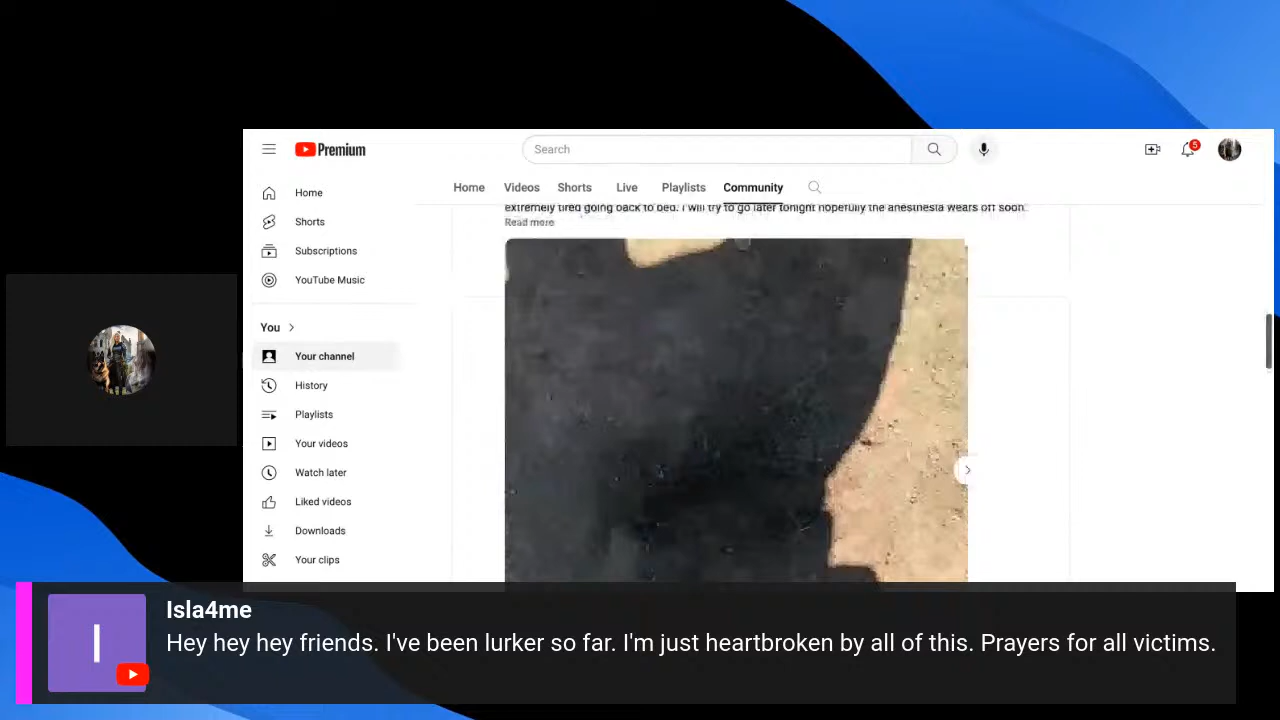 Premium
Search
5
Home
Videos
Shorts
Live
Playlists
Community
extremely tired going back to bed. I will try to go later tonight hopefully the anesthesia wears off soon.
Read more
Home
Shorts
Subscriptions
YouTube Music
You
Your channel
History
Playlists
Your videos
Watch later
Liked videos
Downloads
Your clips
I
Isla4me
Hey hey hey friends. I've been lurker so far. I'm just heartbroken by all of this. Prayers for all victims.